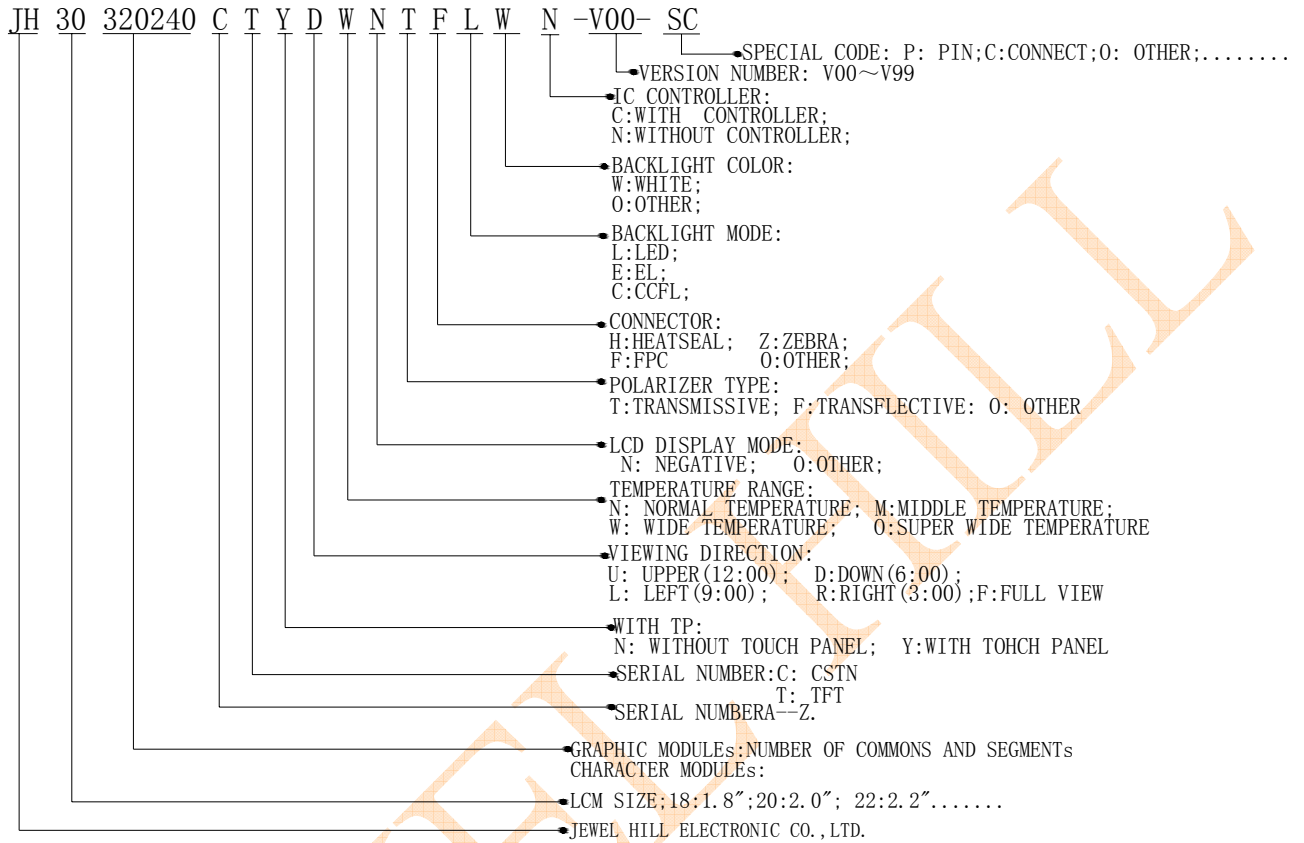 JH 30 320240 C T Y D W N T F L W N -V00- SC
SPECIAL CODE: P: PIN;C:CONNECT;O: OTHER;........
VERSION NUMBER: V00～V99
IC CONTROLLER:
C:WITH CONTROLLER;
N:WITHOUT CONTROLLER;
BACKLIGHT COLOR:
W:WHITE;
O:OTHER;
BACKLIGHT MODE:
L:LED;
E:EL;
C:CCFL;
CONNECTOR:
H:HEATSEAL; Z:ZEBRA;
F:FPC O:OTHER;
POLARIZER TYPE:
T:TRANSMISSIVE; F:TRANSFLECTIVE: O: OTHER
LCD DISPLAY MODE:
N: NEGATIVE; O:OTHER;
TEMPERATURE RANGE:
N: NORMAL TEMPERATURE; M:MIDDLE TEMPERATURE;
W: WIDE TEMPERATURE; O:SUPER WIDE TEMPERATURE
VIEWING DIRECTION:
U: UPPER(12:00); D:DOWN(6:00);
L: LEFT(9:00); R:RIGHT(3:00);F:FULL VIEW
WITH TP:
N: WITHOUT TOUCH PANEL; Y:WITH TOHCH PANEL
SERIAL NUMBER:C: CSTN
T: TFT
SERIAL NUMBERA--Z.
GRAPHIC MODULEs:NUMBER OF COMMONS AND SEGMENTs
CHARACTER MODULEs:
LCM SIZE;18:1.8″;20:2.0″; 22:2.2″.......
JEWEL HILL ELECTRONIC CO.,LTD.
EL HILL